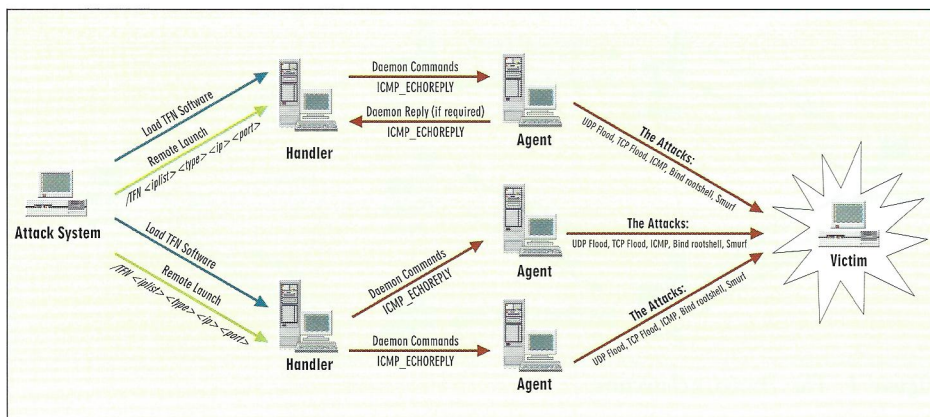 Load TFN Software
Remote Launch
/TFN <iplist> <type> <ip> <port>
Attack System
Load TFN Software
Remote Launch
/TFN <iplist> <type> <ip> <port>
Handler
Daemon Commands
ICMP_ECHOREPLY
Daemon Reply (if required)
ICMP_ECHOREPLY
Agent
The Attacks:
UDP Flood, TCP Flood, ICMP, Bind rootshell, Smurf
Handler
Daemon Commands
ICMP_ECHOREPLY
Agent
The Attacks:
UDP Flood, TCP Flood, ICMP, Bind rootshell, Smurf
Daemon Commands
ICMP_ECHOREPLY
Agent
The Attacks:
UDP Flood, TCP Flood, ICMP, Bind rootshell, Smurf
Victim